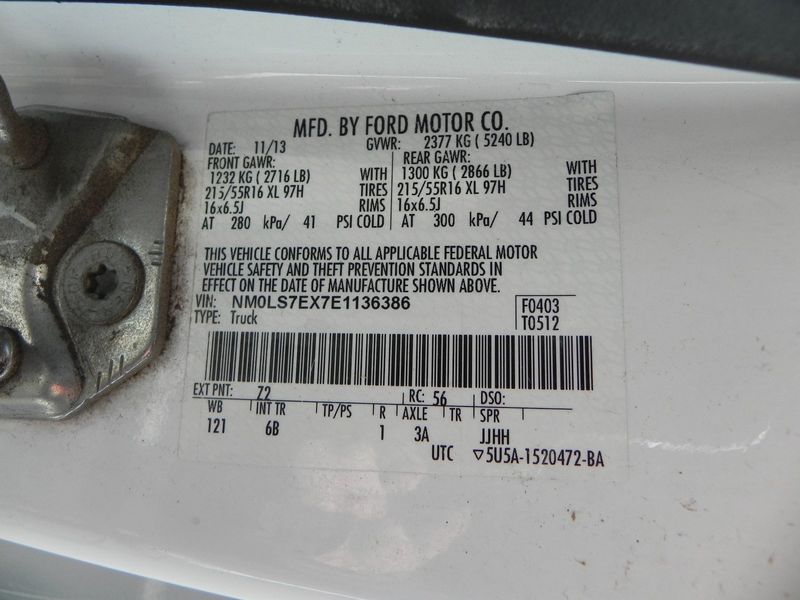 MFD. BY FORD MOTOR CO.
DATE: 11/13 GVWR: 2377 KG ( 5240 LB)
FRONT GAWR: REAR GAWR:
1232 KG ( 2716 LB) WITH 1300 KG ( 2866 LB) WITH
215/55R16 XL 97H TIRES 215/55R16 XL 97H TIRES
16x6.5J RIMS 16x6.5J RIMS
AT 280 kPa/ 41 PSI COLD AT 300 kPa/ 44 PSI COLD
THIS VEHICLE CONFORMS TO ALL APPLICABLE FEDERAL MOTOR
VEHICLE SAFETY AND THEFT PREVENTION STANDARDS IN
EFFECT ON THE DATE OF MANUFACTURE SHOWN ABOVE.
VIN: NM0LS7EX7E1136386 F0403
TYPE: Truck T0512
EXT PNT: Z2 RC: 56 DSO:
WB INT TR TP/PS R AXLE TR SPR
121 6B 1 3A JJHH
UTC ▽5U5A-1520472-BA